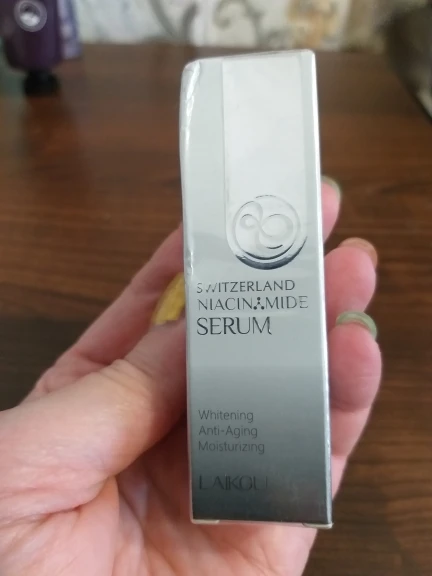 SWITZERLAND
NIACINAMIDE
SERUM
Whitening
Anti-Aging
Moisturizing
LAIKOU